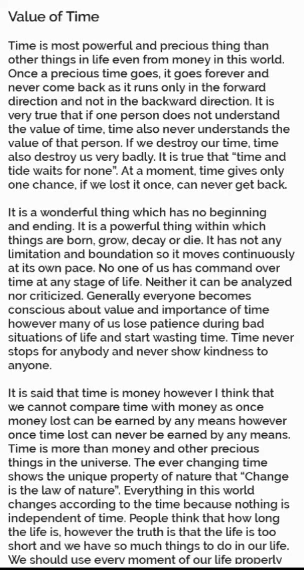 Value of Time
Time is most powerful and precious thing than
other things in life even from money in this world.
Once a precious time goes, it goes forever and
never come back as it runs only in the forward
direction and not in the backward direction. It is
very true that if one person does not understand
the value of time, time also never understands the
value of that person. If we destroy our time, time
also destroy us very badly. It is true that “time and
tide waits for none”. At a moment, time gives only
one chance, if we lost it once, can never get back.
It is a wonderful thing which has no beginning
and ending. It is a powerful thing within which
things are born, grow, decay or die. It has not any
limitation and boundation so it moves continuously
at its own pace. No one of us has command over
time at any stage of life. Neither it can be analyzed
nor criticized. Generally everyone becomes
conscious about value and importance of time
however many of us lose patience during bad
situations of life and start wasting time. Time never
stops for anybody and never show kindness to
anyone.
It is said that time is money however I think that
we cannot compare time with money as once
money lost can be earned by any means however
once time lost can never be earned by any means.
Time is more than money and other precious
things in the universe. The ever changing time
shows the unique property of nature that “Change
is the law of nature”. Everything in this world
changes according to the time because nothing is
independent of time. People think that how long
the life is, however the truth is that the life is too
short and we have so much things to do in our life.
We should use every moment of our life properly